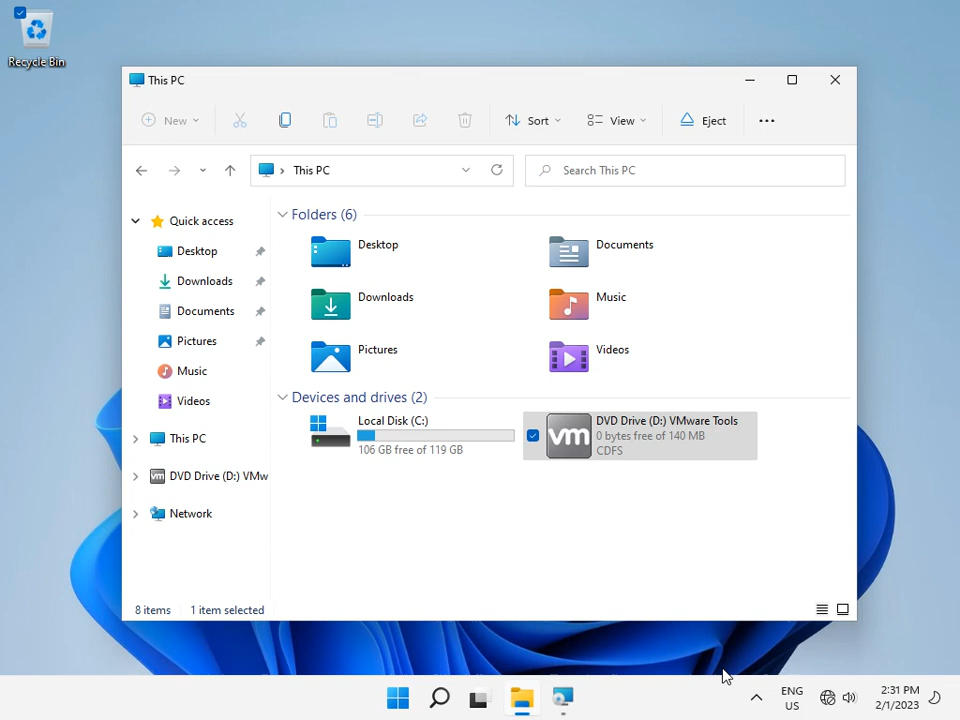 Recycle Bin
This PC
New
Sort
View
Eject
This PC
Search This PC
Quick access
Desktop
Downloads
Documents
Pictures
Music
Videos
This PC
DVD Drive (D:) VMw
Network
Folders (6)
Desktop
Documents
Downloads
Music
Pictures
Videos
Devices and drives (2)
Local Disk (C:)
106 GB free of 119 GB
vm
DVD Drive (D:) VMware Tools
0 bytes free of 140 MB
CDFS
8 items
1 item selected
ENG
US
2:31 PM
2/1/2023